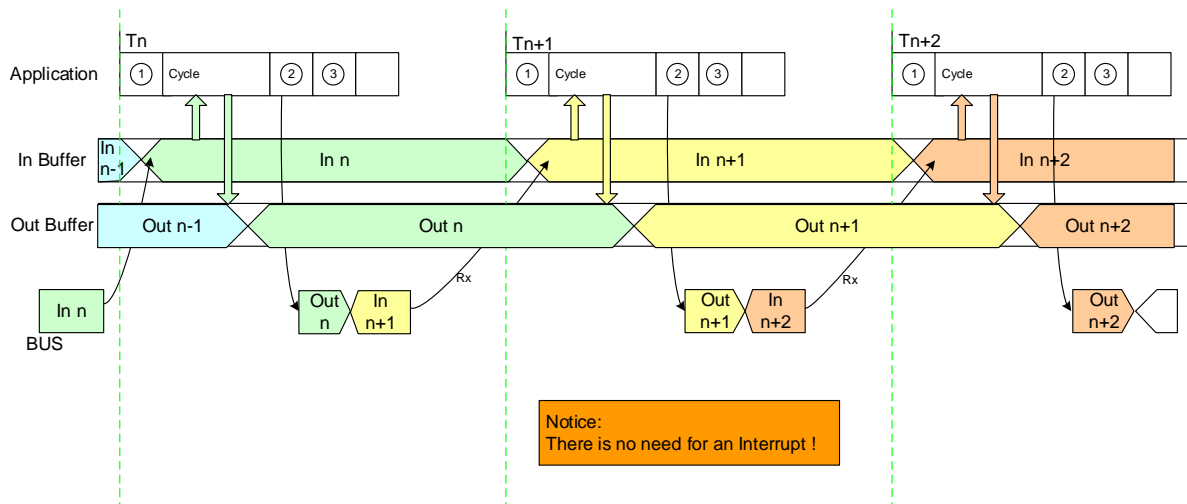 Tn
Tn+1
Tn+2
Application
① Cycle ② ③
① Cycle ② ③
① Cycle ② ③
In Buffer
In
n-1
In n
In n+1
In n+2
Out Buffer
Out n-1
Out n
Out n+1
Out n+2
Rx
Rx
In n
BUS
Out
n
In
n+1
Out
n+1
In
n+2
Out
n+2
Notice:
There is no need for an Interrupt !